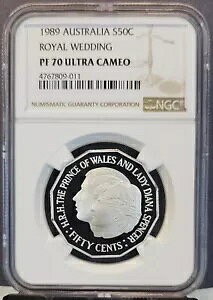 1989 AUSTRALIA S50C
ROYAL WEDDING
PF 70 ULTRA CAMEO
4767809-011
NUMISMATIC GUARANTY CORPORATION
NGC
H.R.H. THE PRINCE OF WALES AND LADY DIANA SPENCER
FIFTY CENTS